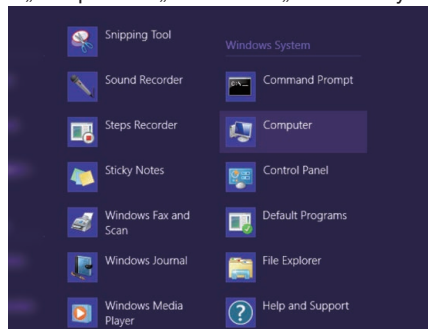 Snipping Tool
Sound Recorder
Steps Recorder
Sticky Notes
Windows Fax and
Scan
Windows Journal
Windows Media
Player
Windows System
Command Prompt
Computer
Control Panel
Default Programs
File Explorer
Help and Support